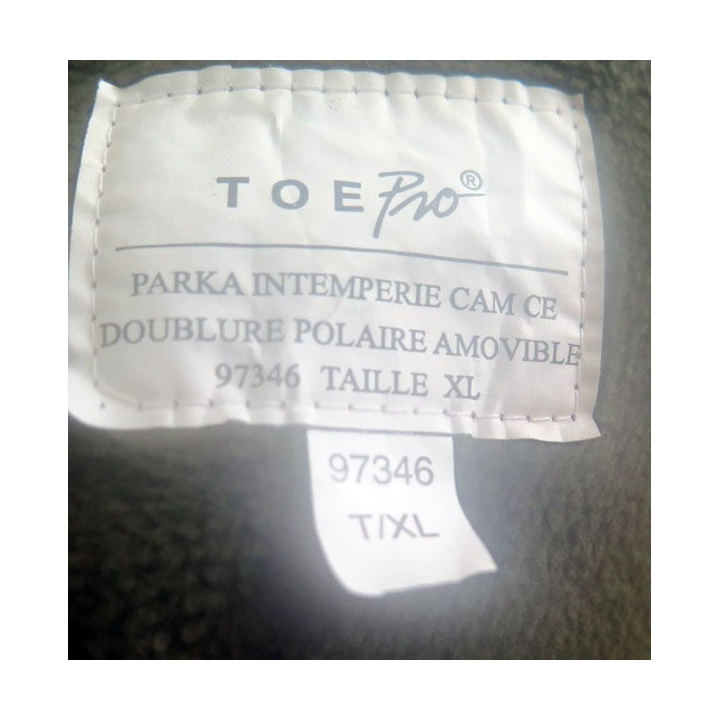 TOE Pro®
PARKA INTEMPERIE CAM CE
DOUBLURE POLAIRE AMOVIBLE
97346 TAILLE XL
97346
T/XL